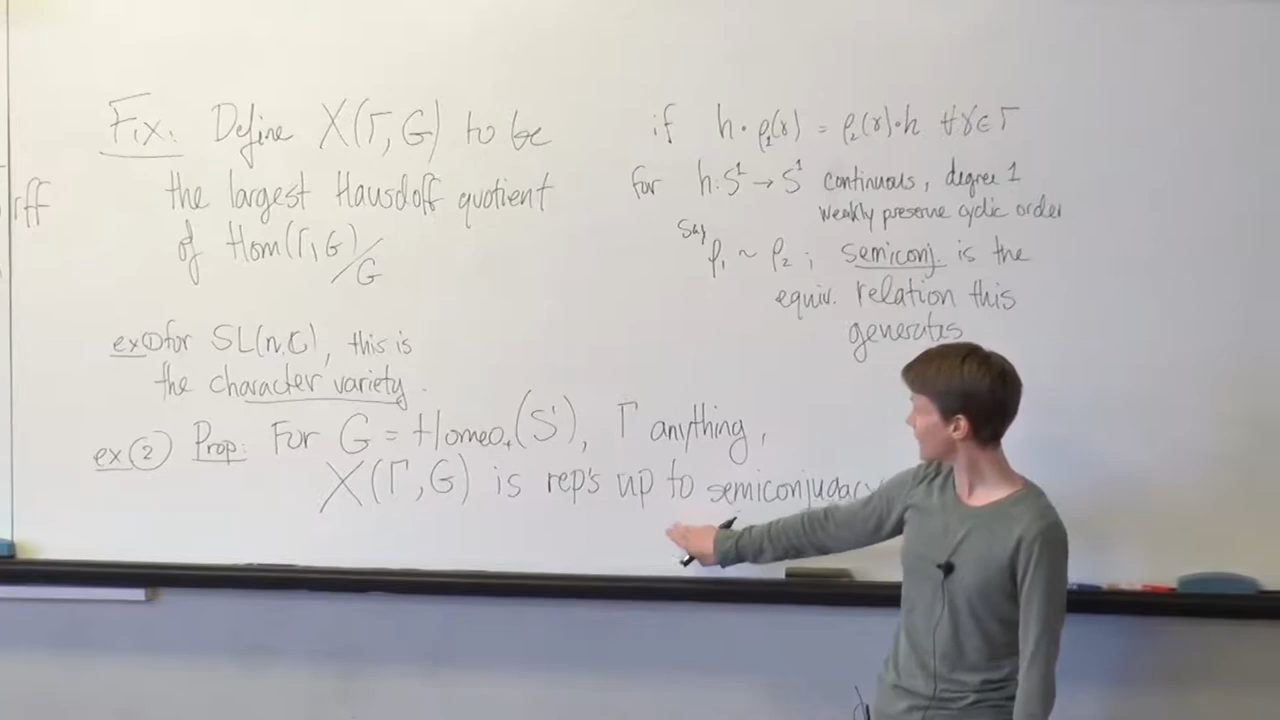 rff
Fix: Define X(Γ,G) to be
the largest Hausdoff quotient
of Hom(Γ,G)/G
ex① for SL(n,C), this is
the character variety.
ex② Prop: For G = Homeo₊(S¹), Γ anything,
X(Γ,G) is rep's up to semiconjugacy
if h · ρ₁(γ) = ρ₂(γ)·h ∀γ∈Γ
for h: S¹ → S¹ continuous, degree 1
weakly preserve cyclic order
Say
ρ₁ ~ ρ₂ ; semiconj. is the
equiv. relation this
generates